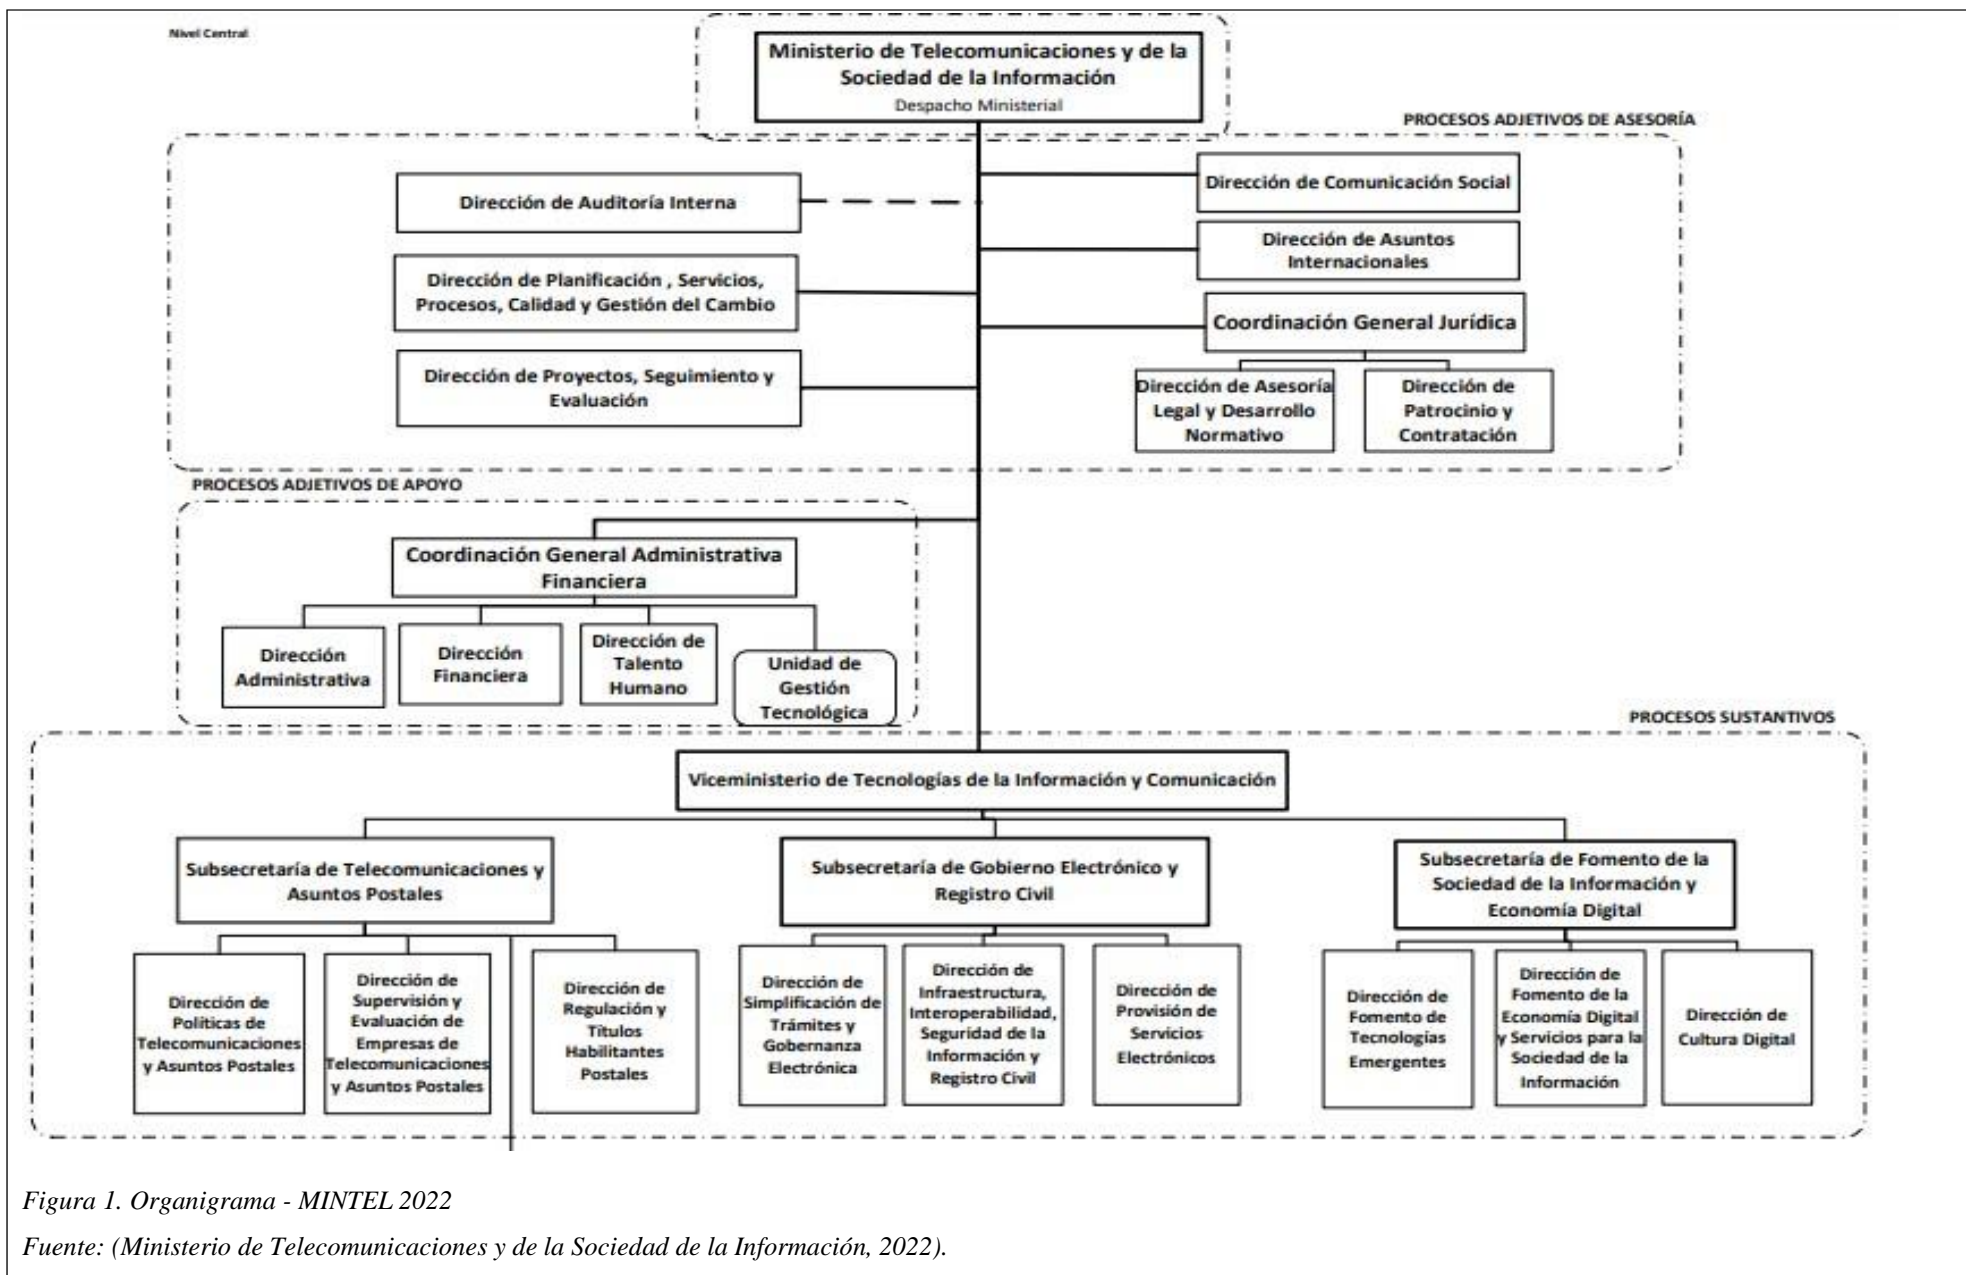 Nivel Central
Ministerio de Telecomunicaciones y de la
Sociedad de la Información
Despacho Ministerial
PROCESOS ADJETIVOS DE ASESORÍA
Dirección de Auditoría Interna
Dirección de Planificación , Servicios,
Procesos, Calidad y Gestión del Cambio
Dirección de Proyectos, Seguimiento y
Evaluación
Dirección de Comunicación Social
Dirección de Asuntos
Internacionales
Coordinación General Jurídica
Dirección de Asesoría
Legal y Desarrollo
Normativo
Dirección de
Patrocinio y
Contratación
PROCESOS ADJETIVOS DE APOYO
Coordinación General Administrativa
Financiera
Dirección
Administrativa
Dirección
Financiera
Dirección de
Talento
Humano
Unidad de
Gestión
Tecnológica
PROCESOS SUSTANTIVOS
Viceministerio de Tecnologías de la Información y Comunicación
Subsecretaría de Telecomunicaciones y
Asuntos Postales
Subsecretaría de Gobierno Electrónico y
Registro Civil
Subsecretaría de Fomento de la
Sociedad de la Información y
Economía Digital
Dirección de
Políticas de
Telecomunicaciones
y Asuntos Postales
Dirección de
Supervisión y
Evaluación de
Empresas de
Telecomunicaciones
y Asuntos Postales
Dirección de
Regulación y
Títulos
Habilitantes
Postales
Dirección de
Simplificación de
Trámites y
Gobernanza
Electrónica
Dirección de
Infraestructura,
Interoperabilidad,
Seguridad de la
Información y
Registro Civil
Dirección de
Provisión de
Servicios
Electrónicos
Dirección de
Fomento de
Tecnologías
Emergentes
Dirección de
Fomento de la
Economía Digital
y Servicios para la
Sociedad de la
Información
Dirección de
Cultura Digital
Figura 1. Organigrama - MINTEL 2022
Fuente: (Ministerio de Telecomunicaciones y de la Sociedad de la Información, 2022).